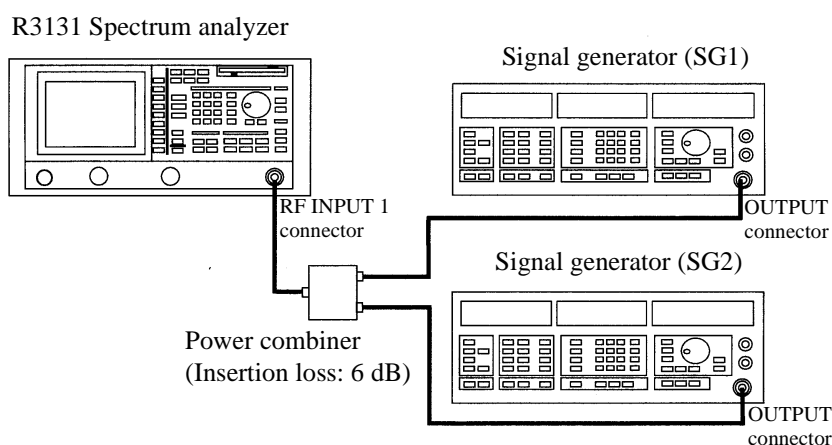 R3131 Spectrum analyzer
Signal generator (SG1)
RF INPUT 1
connector
OUTPUT
connector
Signal generator (SG2)
Power combiner
(Insertion loss: 6 dB)
OUTPUT
connector